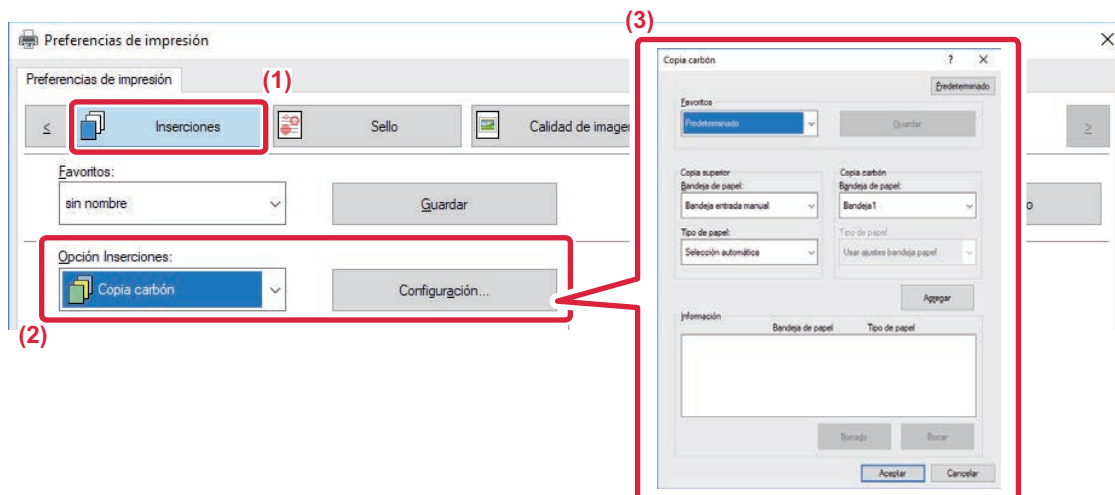 (3)
Preferencias de impresión
Preferencias de impresión
(1)
≤ Inserciones Sello Calidad de imagen ≥
Favoritos:
sin nombre Guardar
Opción Inserciones:
Copia carbón Configuración...
(2)
Copia carbón ?
Predeterminado
Favoritos
Predeterminado Guardar
Copia superior Copia carbón
Bandeja de papel: Bandeja de papel:
Bandeja entrada manual Bandeja1
Tipo de papel: Tipo de papel
Selección automática Usar ajustes bandeja papel
Agregar
Información
Bandeja de papel Tipo de papel
Borrado Borrar
Aceptar Cancelar